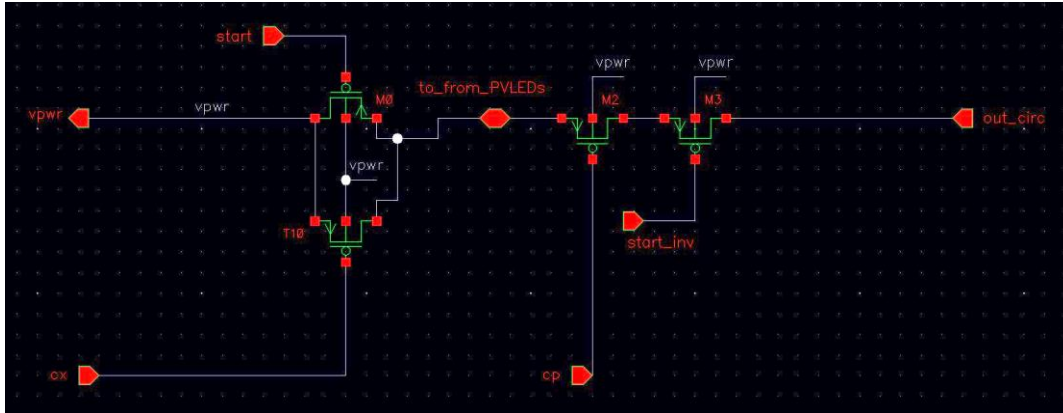 start
vpwr
vpwr
M0
to_from_PVLEDs
vpwr
M2
vpwr
M3
out_circ
vpwr
T10
start_inv
cx
cp